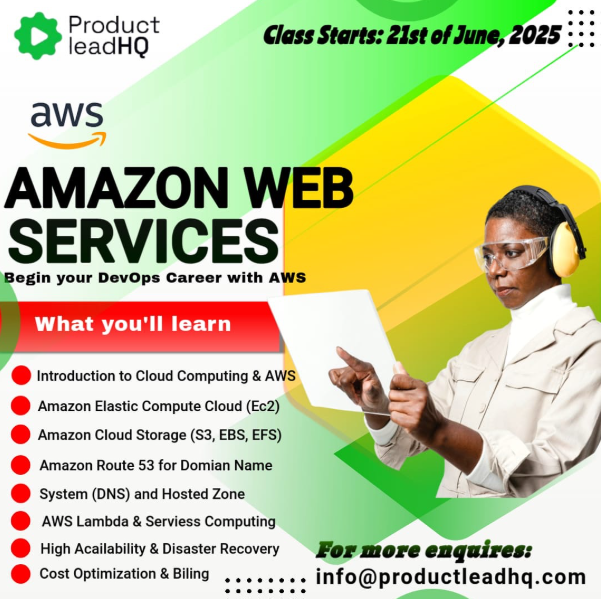 Product
leadHQ
Class Starts: 21st of June, 2025
aws
AMAZON WEB
SERVICES
Begin your DevOps Career with AWS
What you'll learn
Introduction to Cloud Computing & AWS
Amazon Elastic Compute Cloud (Ec2)
Amazon Cloud Storage (S3, EBS, EFS)
Amazon Route 53 for Domian Name
System (DNS) and Hosted Zone
AWS Lambda & Serviess Computing
High Acailability & Disaster Recovery
Cost Optimization & Biling
For more enquires:
info@productleadhq.com